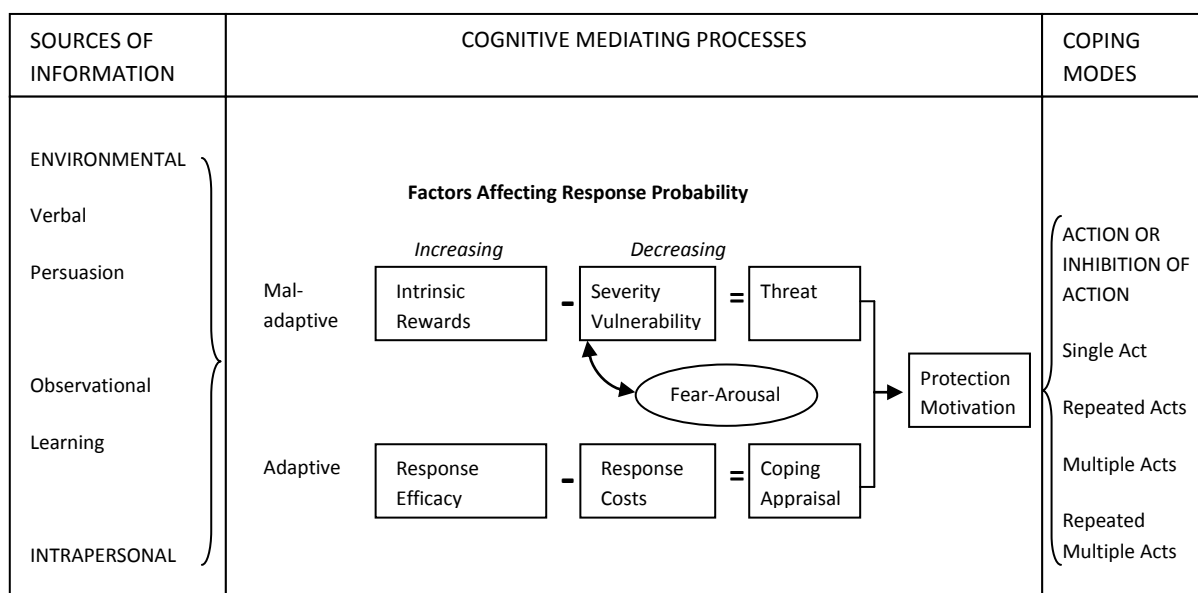 SOURCES OF
INFORMATION
COGNITIVE MEDIATING PROCESSES
COPING
MODES
ENVIRONMENTAL
Verbal
Persuasion
Observational
Learning
INTRAPERSONAL
Factors Affecting Response Probability
Increasing
Decreasing
Mal-
adaptive
Intrinsic
Rewards
-
Severity
Vulnerability
=
Threat
Fear-Arousal
Adaptive
Response
Efficacy
-
Response
Costs
=
Coping
Appraisal
Protection
Motivation
ACTION OR
INHIBITION OF
ACTION
Single Act
Repeated Acts
Multiple Acts
Repeated
Multiple Acts